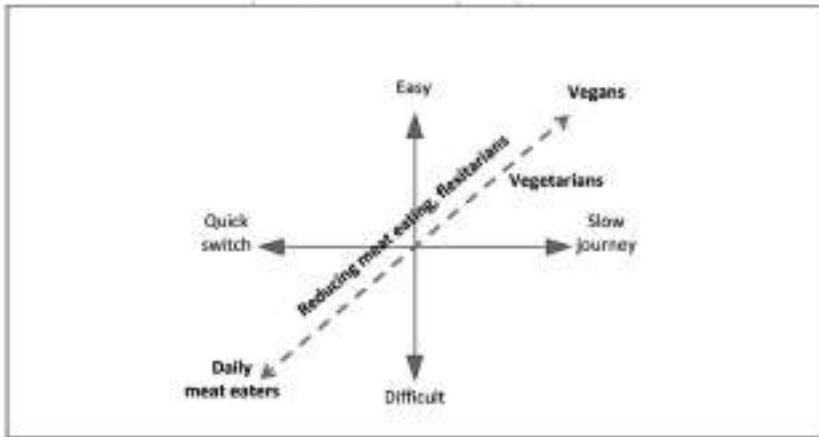 Easy
Vegans
Reducing meat eating, flexitarians
Vegetarians
Quick
switch
Slow
journey
Daily
meat eaters
Difficult